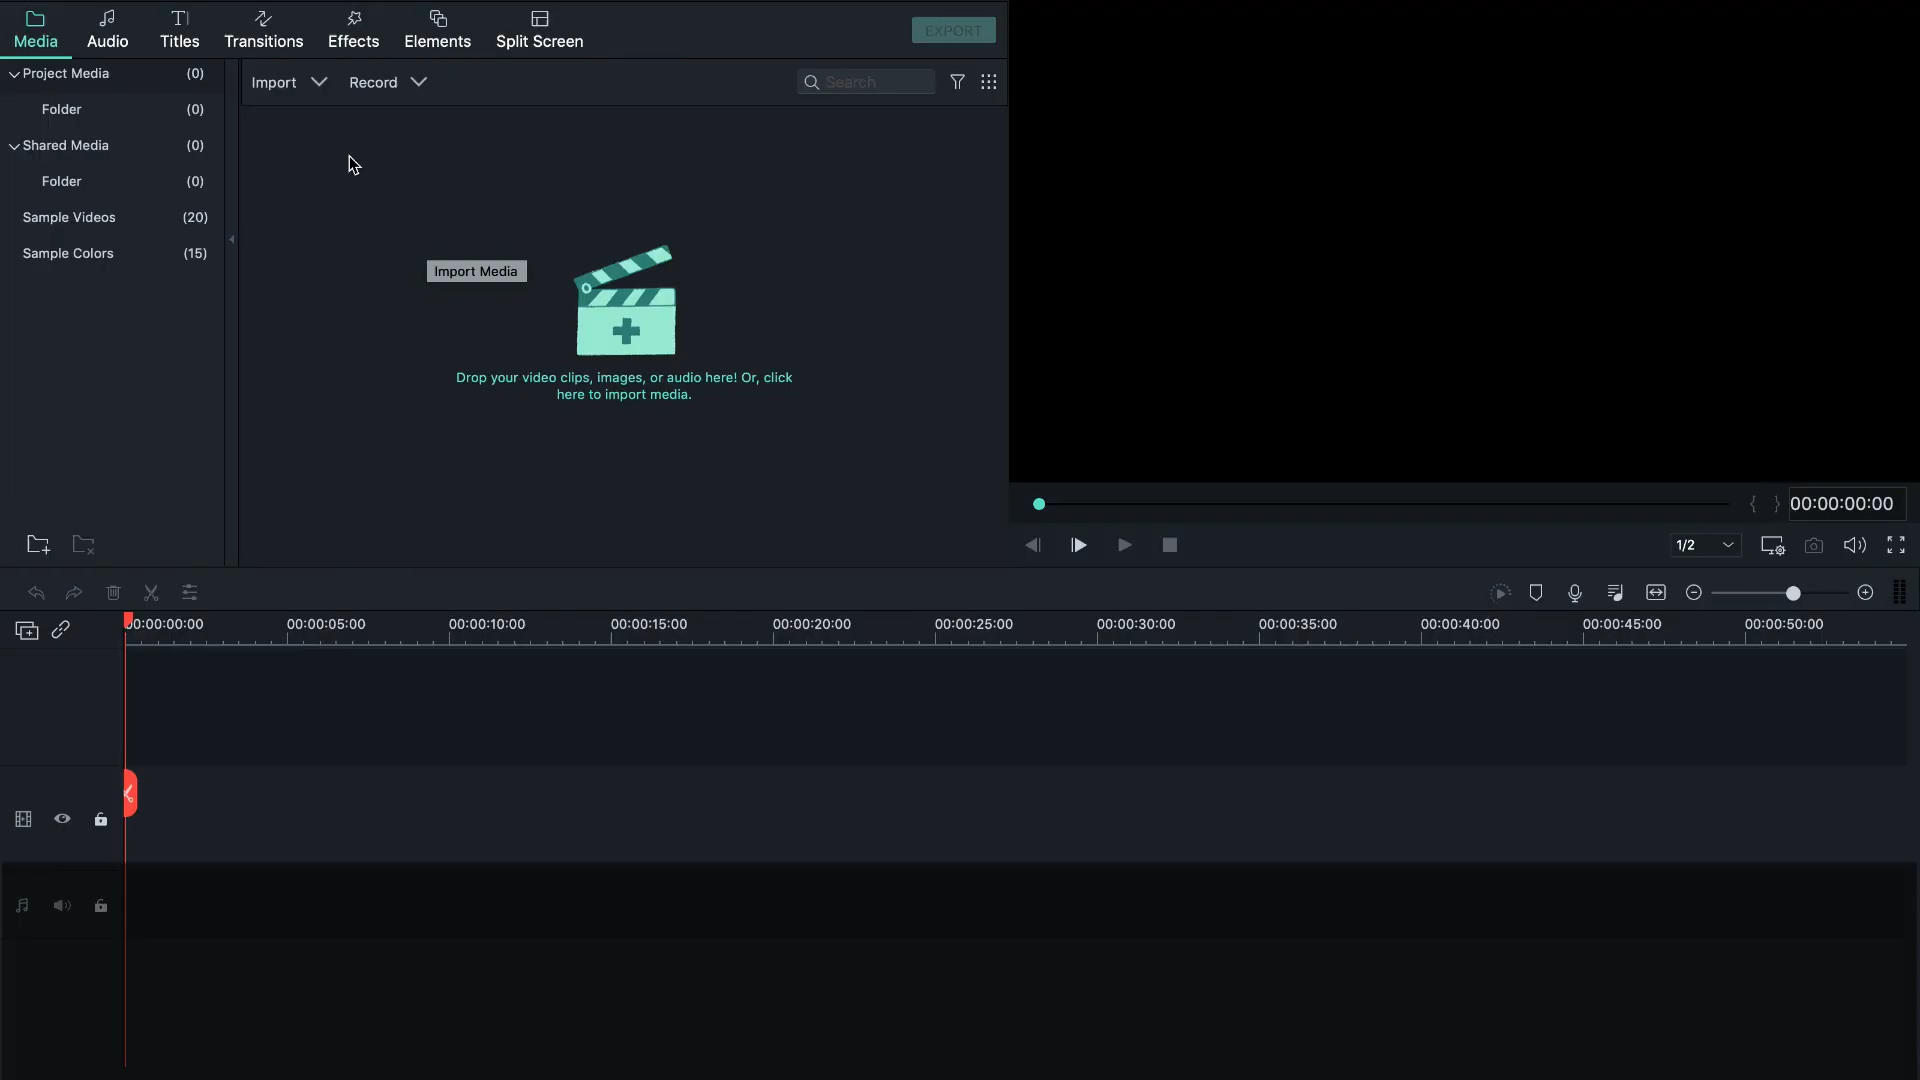 Media
Audio
Titles
Transitions
Effects
Elements
Split Screen
EXPORT
Project Media (0)
Folder (0)
Shared Media (0)
Folder (0)
Sample Videos (20)
Sample Colors (15)
Import
Record
Search
Import Media
Drop your video clips, images, or audio here! Or, click
here to import media.
{ } 00:00:00:00
1/2
00:00:00:00
00:00:05:00
00:00:10:00
00:00:15:00
00:00:20:00
00:00:25:00
00:00:30:00
00:00:35:00
00:00:40:00
00:00:45:00
00:00:50:00